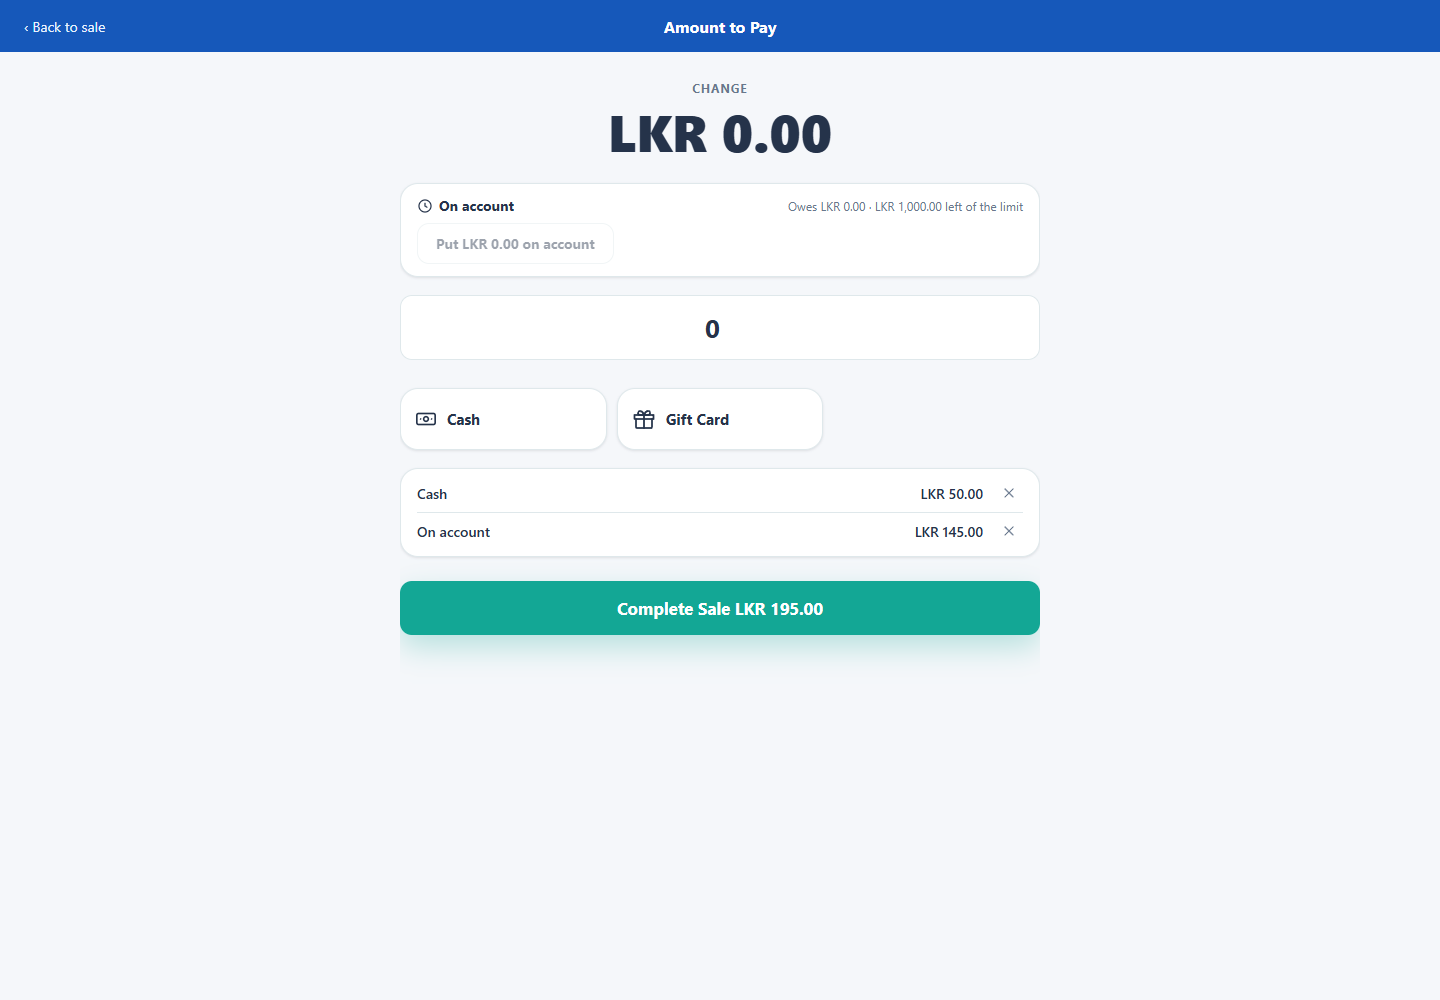 ‹ Back to sale
Amount to Pay
CHANGE
LKR 0.00
On account
Owes LKR 0.00 · LKR 1,000.00 left of the limit
Put LKR 0.00 on account
0
Cash
Gift Card
Cash LKR 50.00 ×
On account LKR 145.00 ×
Complete Sale LKR 195.00